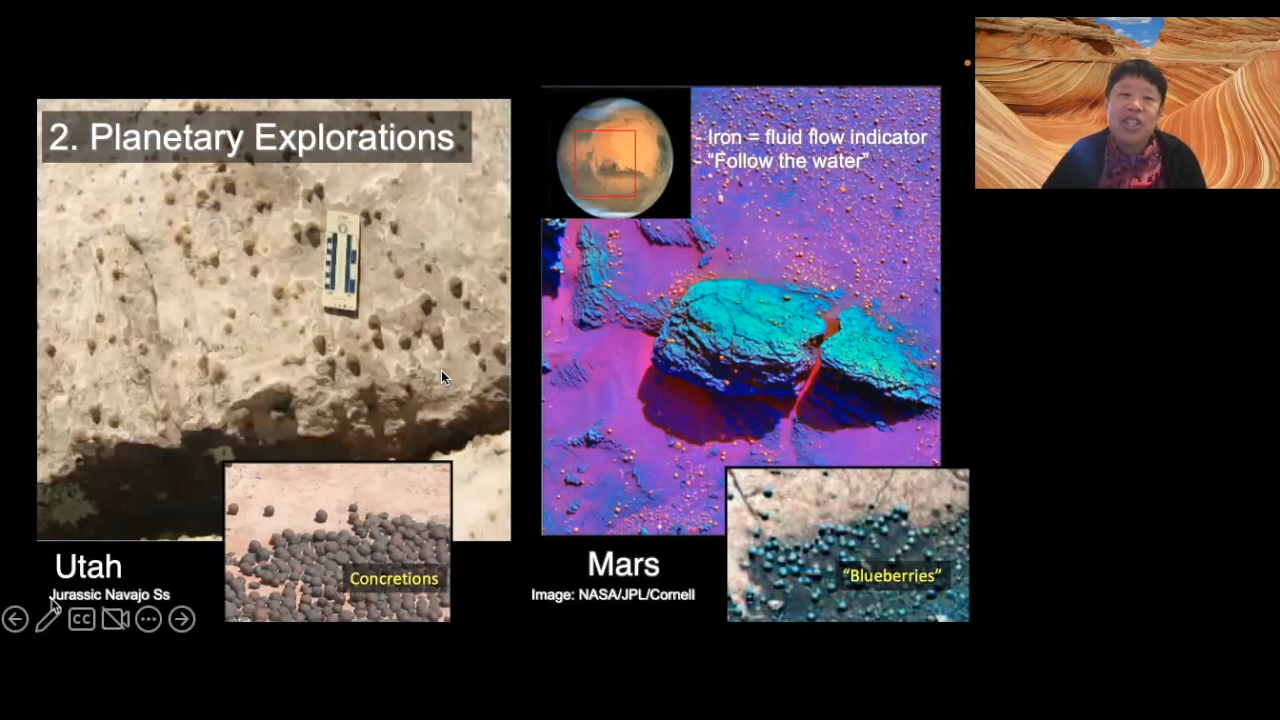 2. Planetary Explorations
- Iron = fluid flow indicator
- “Follow the water”
Concretions
Utah
Jurassic Navajo Ss
“Blueberries”
Mars
Image: NASA/JPL/Cornell
CC